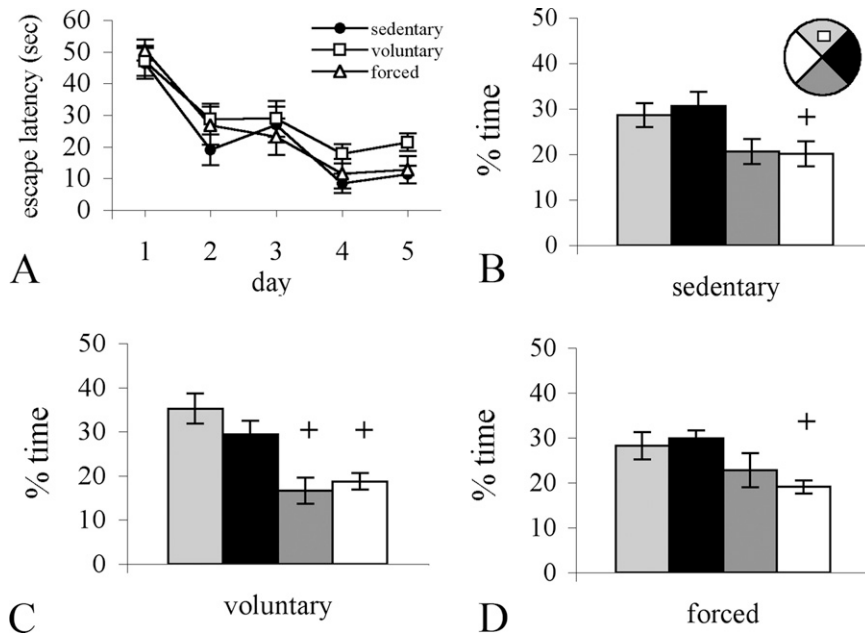 60
50
40
30
20
10
0
escape latency (sec)
sedentary
voluntary
forced
1 2 3 4 5
day
A
50
40
30
20
10
0
% time
+
sedentary
B
50
40
30
20
10
0
% time
+ +
voluntary
C
50
40
30
20
10
0
% time
+
forced
D